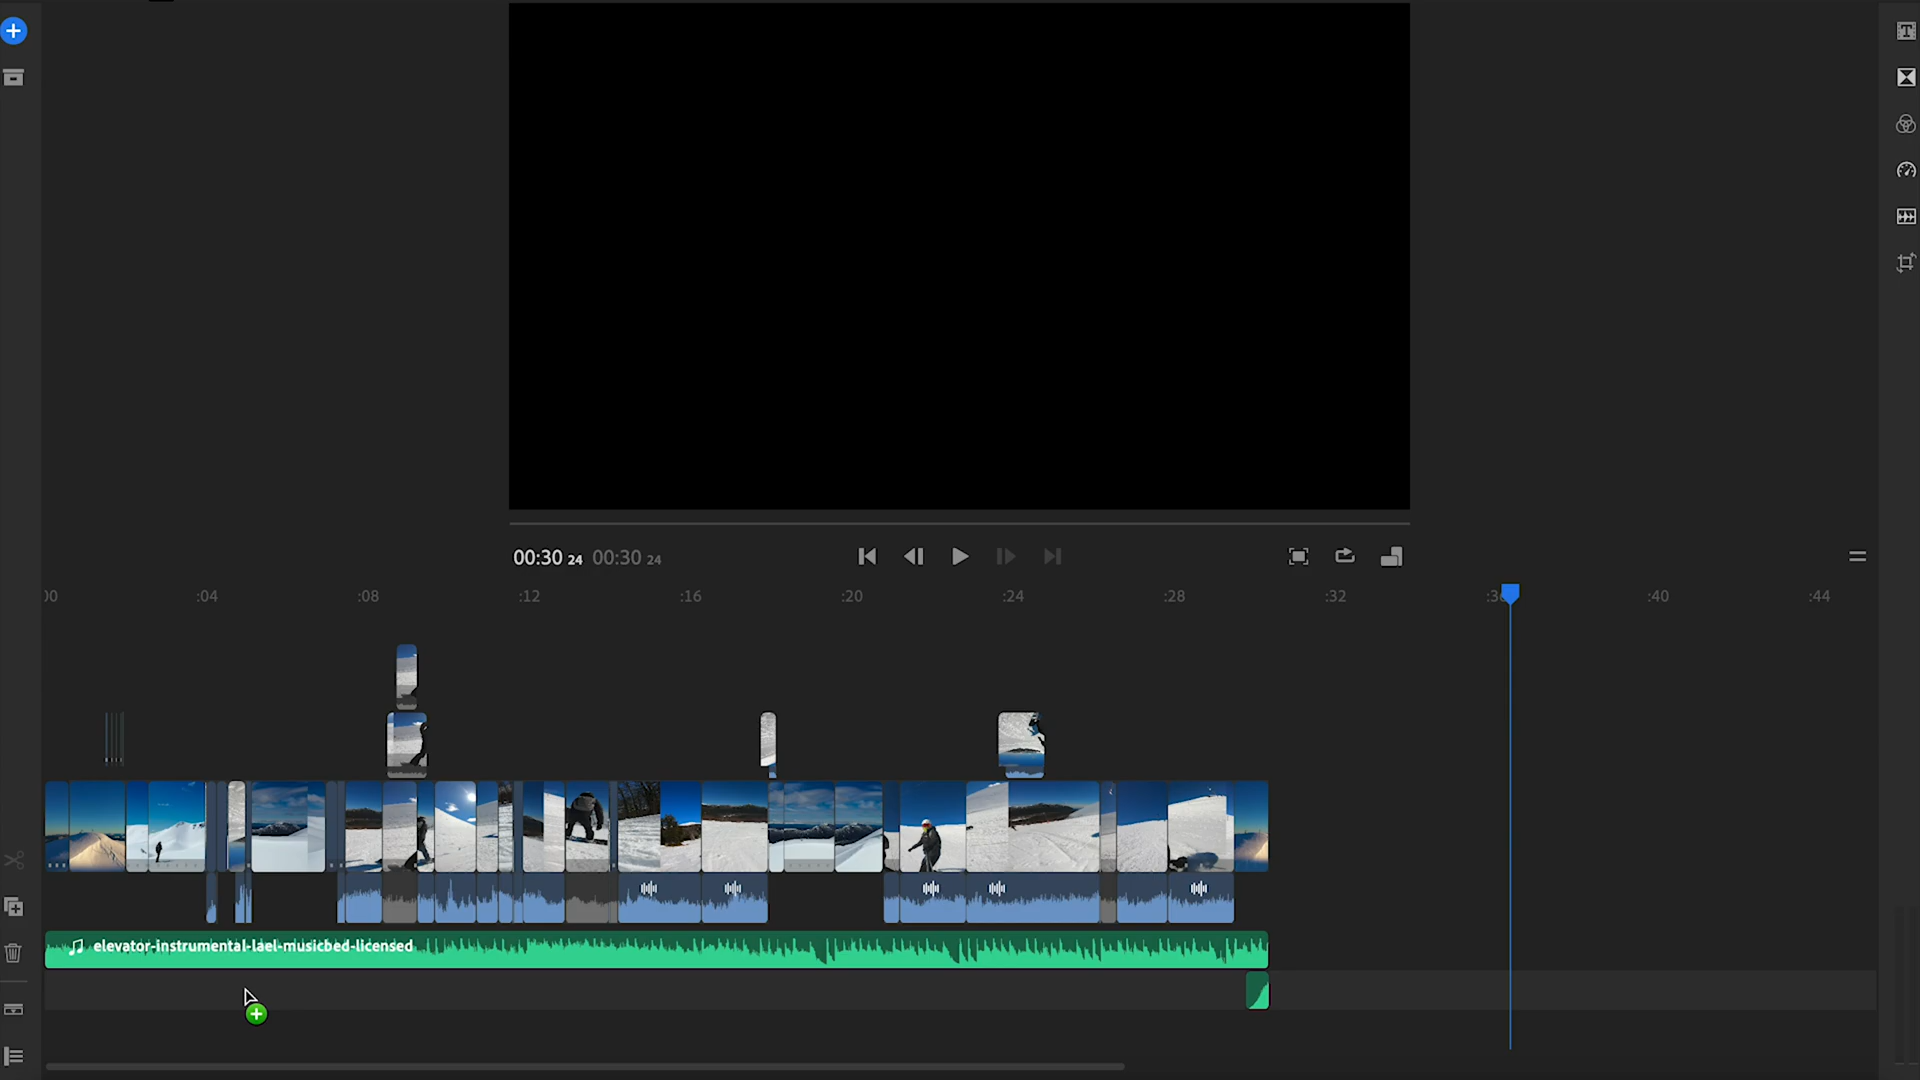 00:30 24 00:30 24
:00 :04 :08 :12 :16 :20 :24 :28 :32 :36 :40 :44
elevator-instrumental-lael-musicbed-licensed